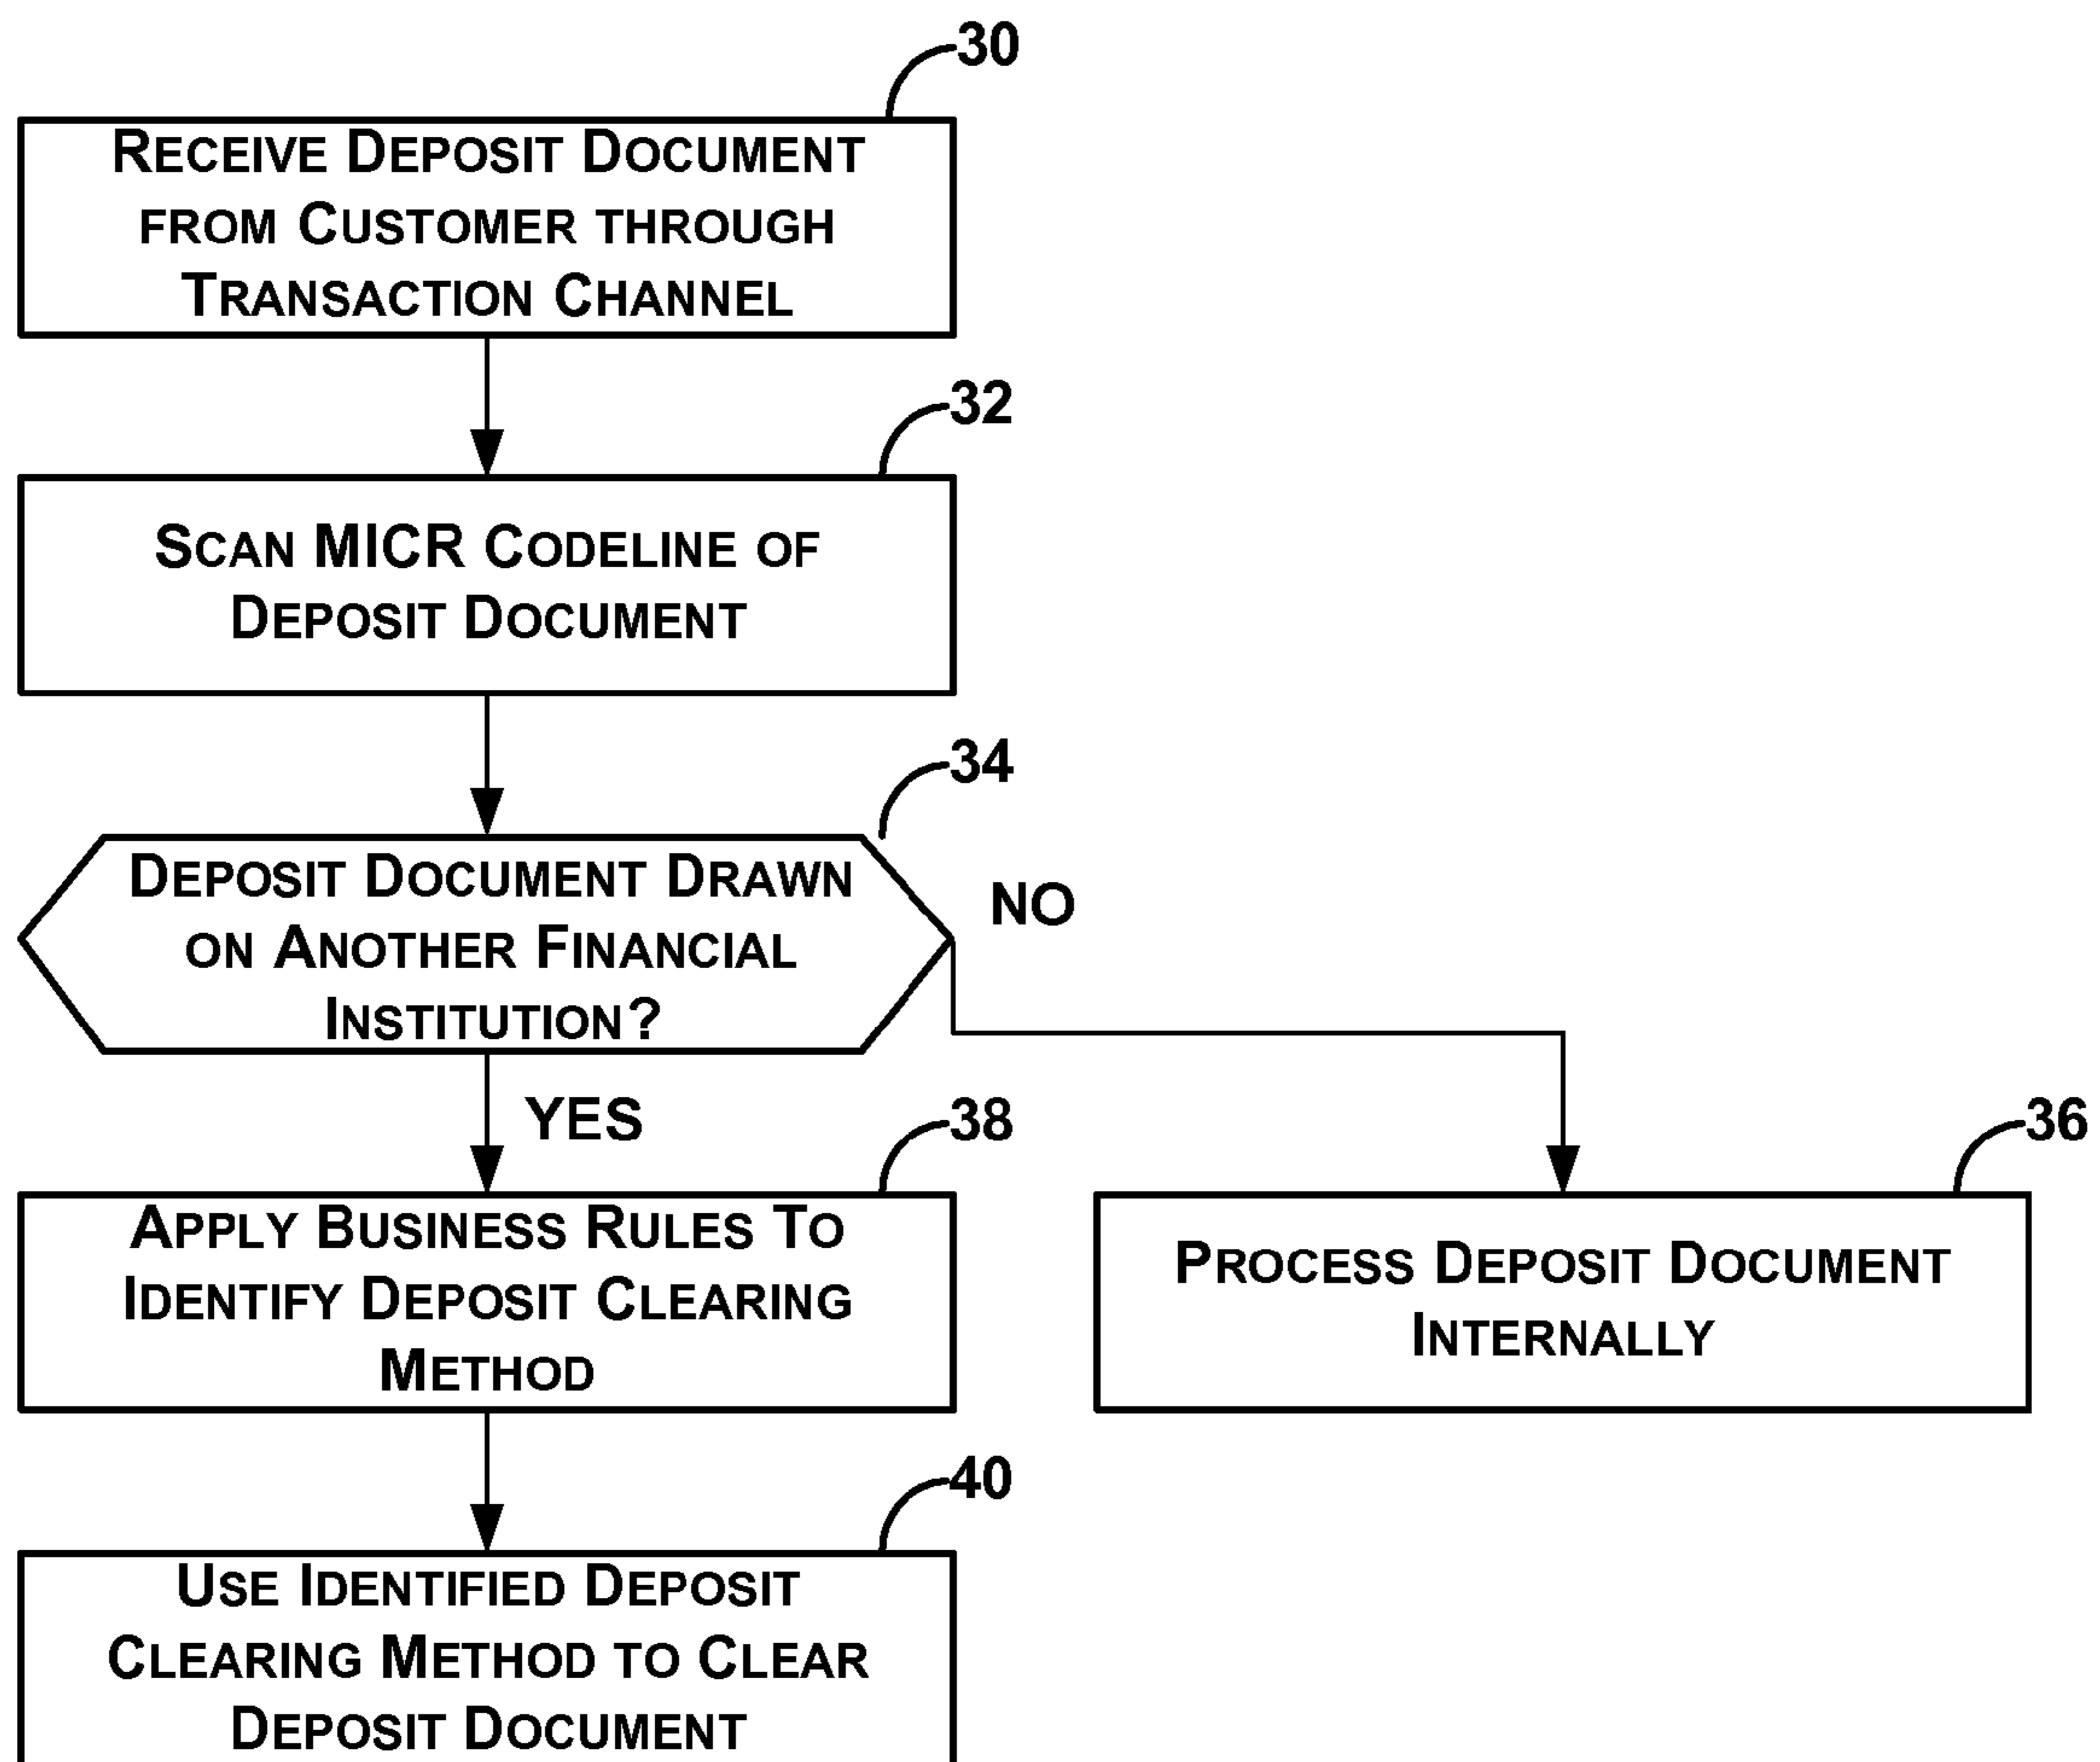 30
RECEIVE DEPOSIT DOCUMENT
FROM CUSTOMER THROUGH
TRANSACTION CHANNEL
32
SCAN MICR CODELINE OF
DEPOSIT DOCUMENT
34
DEPOSIT DOCUMENT DRAWN
ON ANOTHER FINANCIAL
INSTITUTION?
NO
YES
38
APPLY BUSINESS RULES TO
IDENTIFY DEPOSIT CLEARING
METHOD
36
PROCESS DEPOSIT DOCUMENT
INTERNALLY
40
USE IDENTIFIED DEPOSIT
CLEARING METHOD TO CLEAR
DEPOSIT DOCUMENT